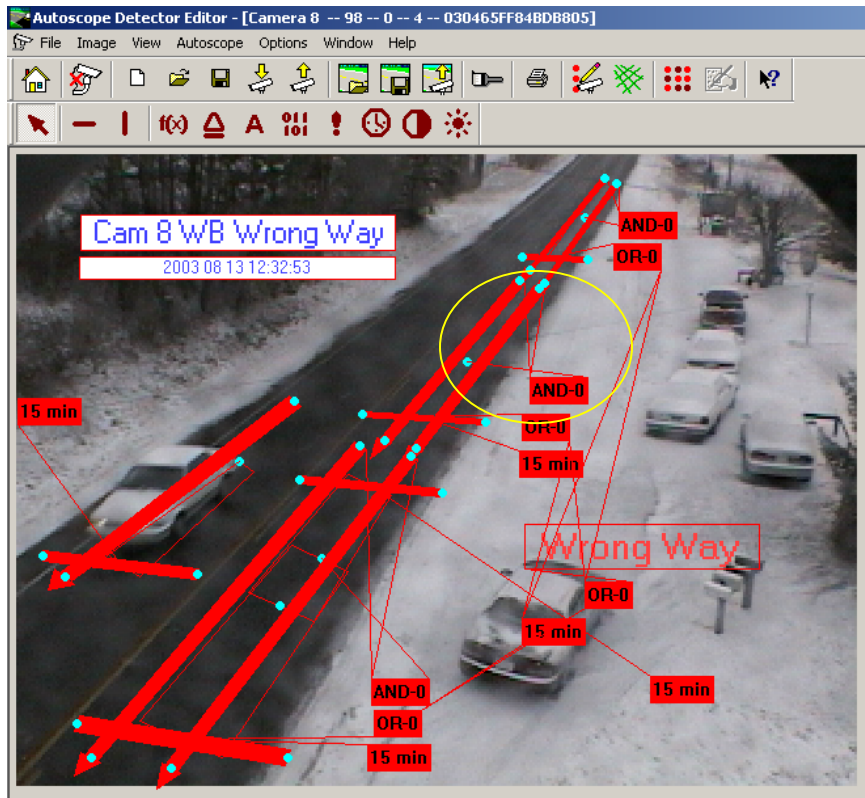 Autoscope Detector Editor - [Camera 8 -- 98 -- 0 -- 4 -- 030465FF84BDB805]
File Image View Autoscope Options Window Help
f(x) A
Cam 8 WB Wrong Way
2003 08 13 12:32:53
AND-0
OR-0
AND-0
15 min
OR-0
15 min
Wrong Way
OR-0
15 min
AND-0
15 min
OR-0
15 min